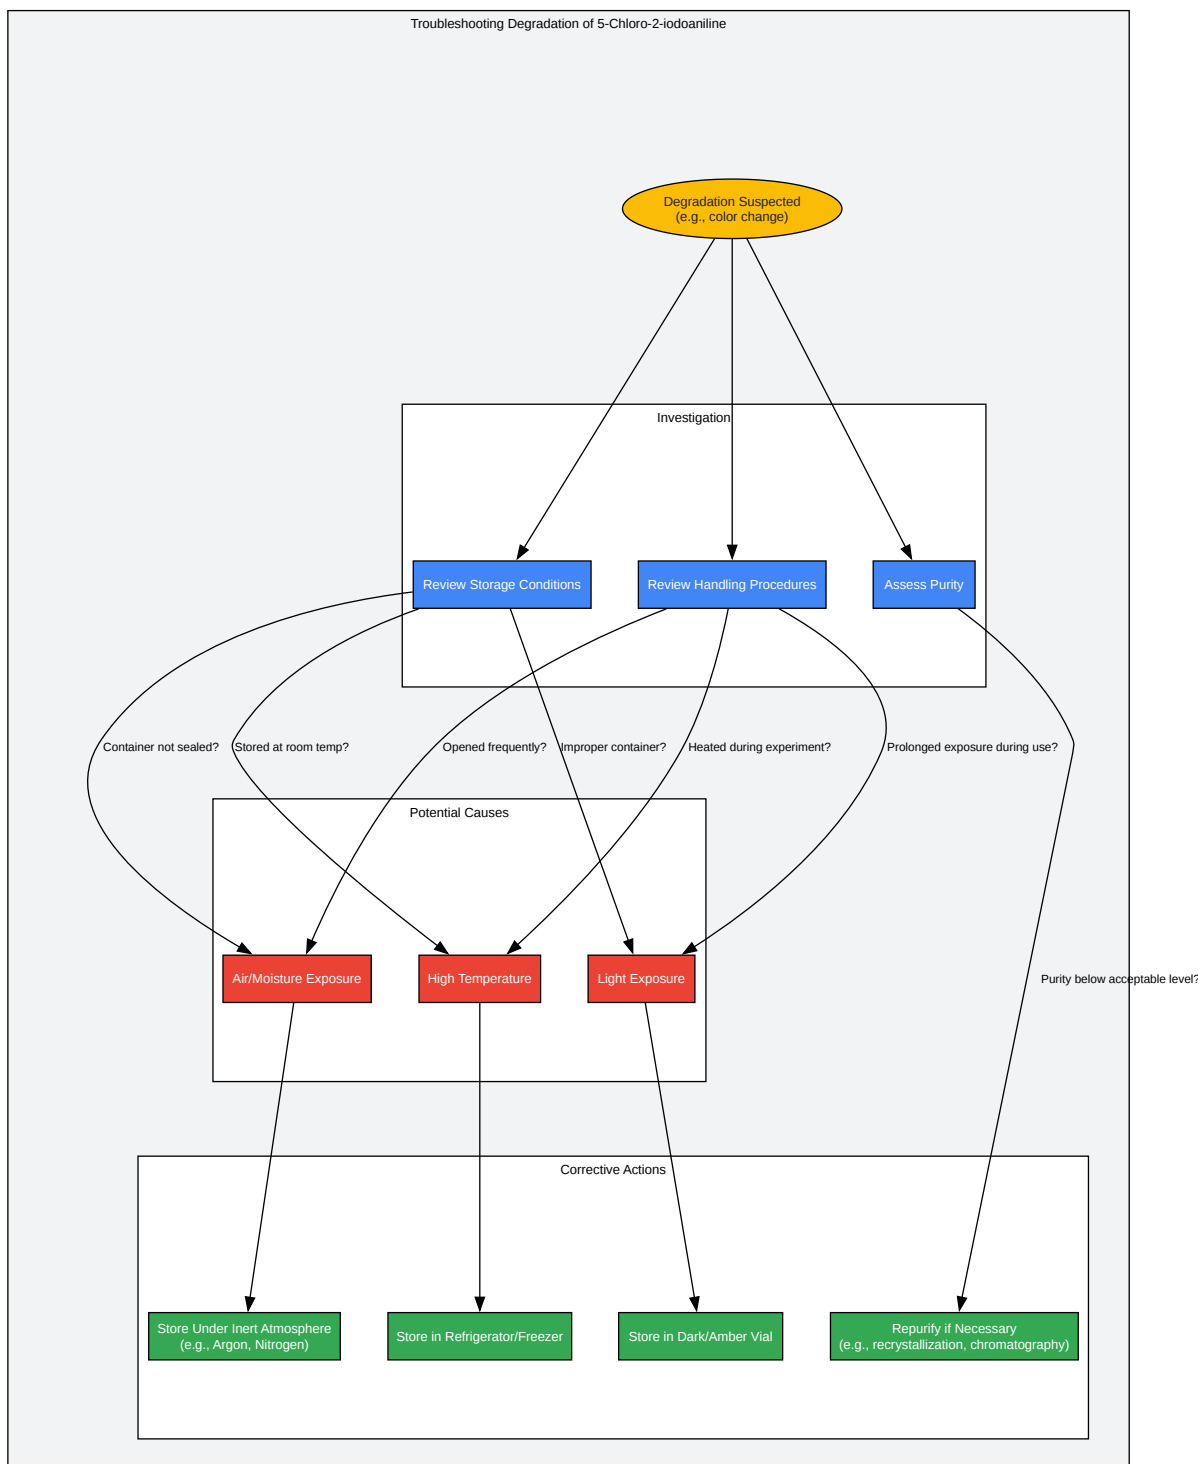 Troubleshooting Degradation of 5-Chloro-2-iodoaniline
Degradation Suspected
(e.g., color change)
Investigation
Review Storage Conditions
Review Handling Procedures
Assess Purity
Container not sealed?
Stored at room temp?
Opened frequently?
Improper container?
Heated during experiment?
Prolonged exposure during use?
Potential Causes
Air/Moisture Exposure
High Temperature
Light Exposure
Purity below acceptable level?
Corrective Actions
Store Under Inert Atmosphere
(e.g., Argon, Nitrogen)
Store in Refrigerator/Freezer
Store in Dark/Amber Vial
Repurify if Necessary
(e.g., recrystallization, chromatography)